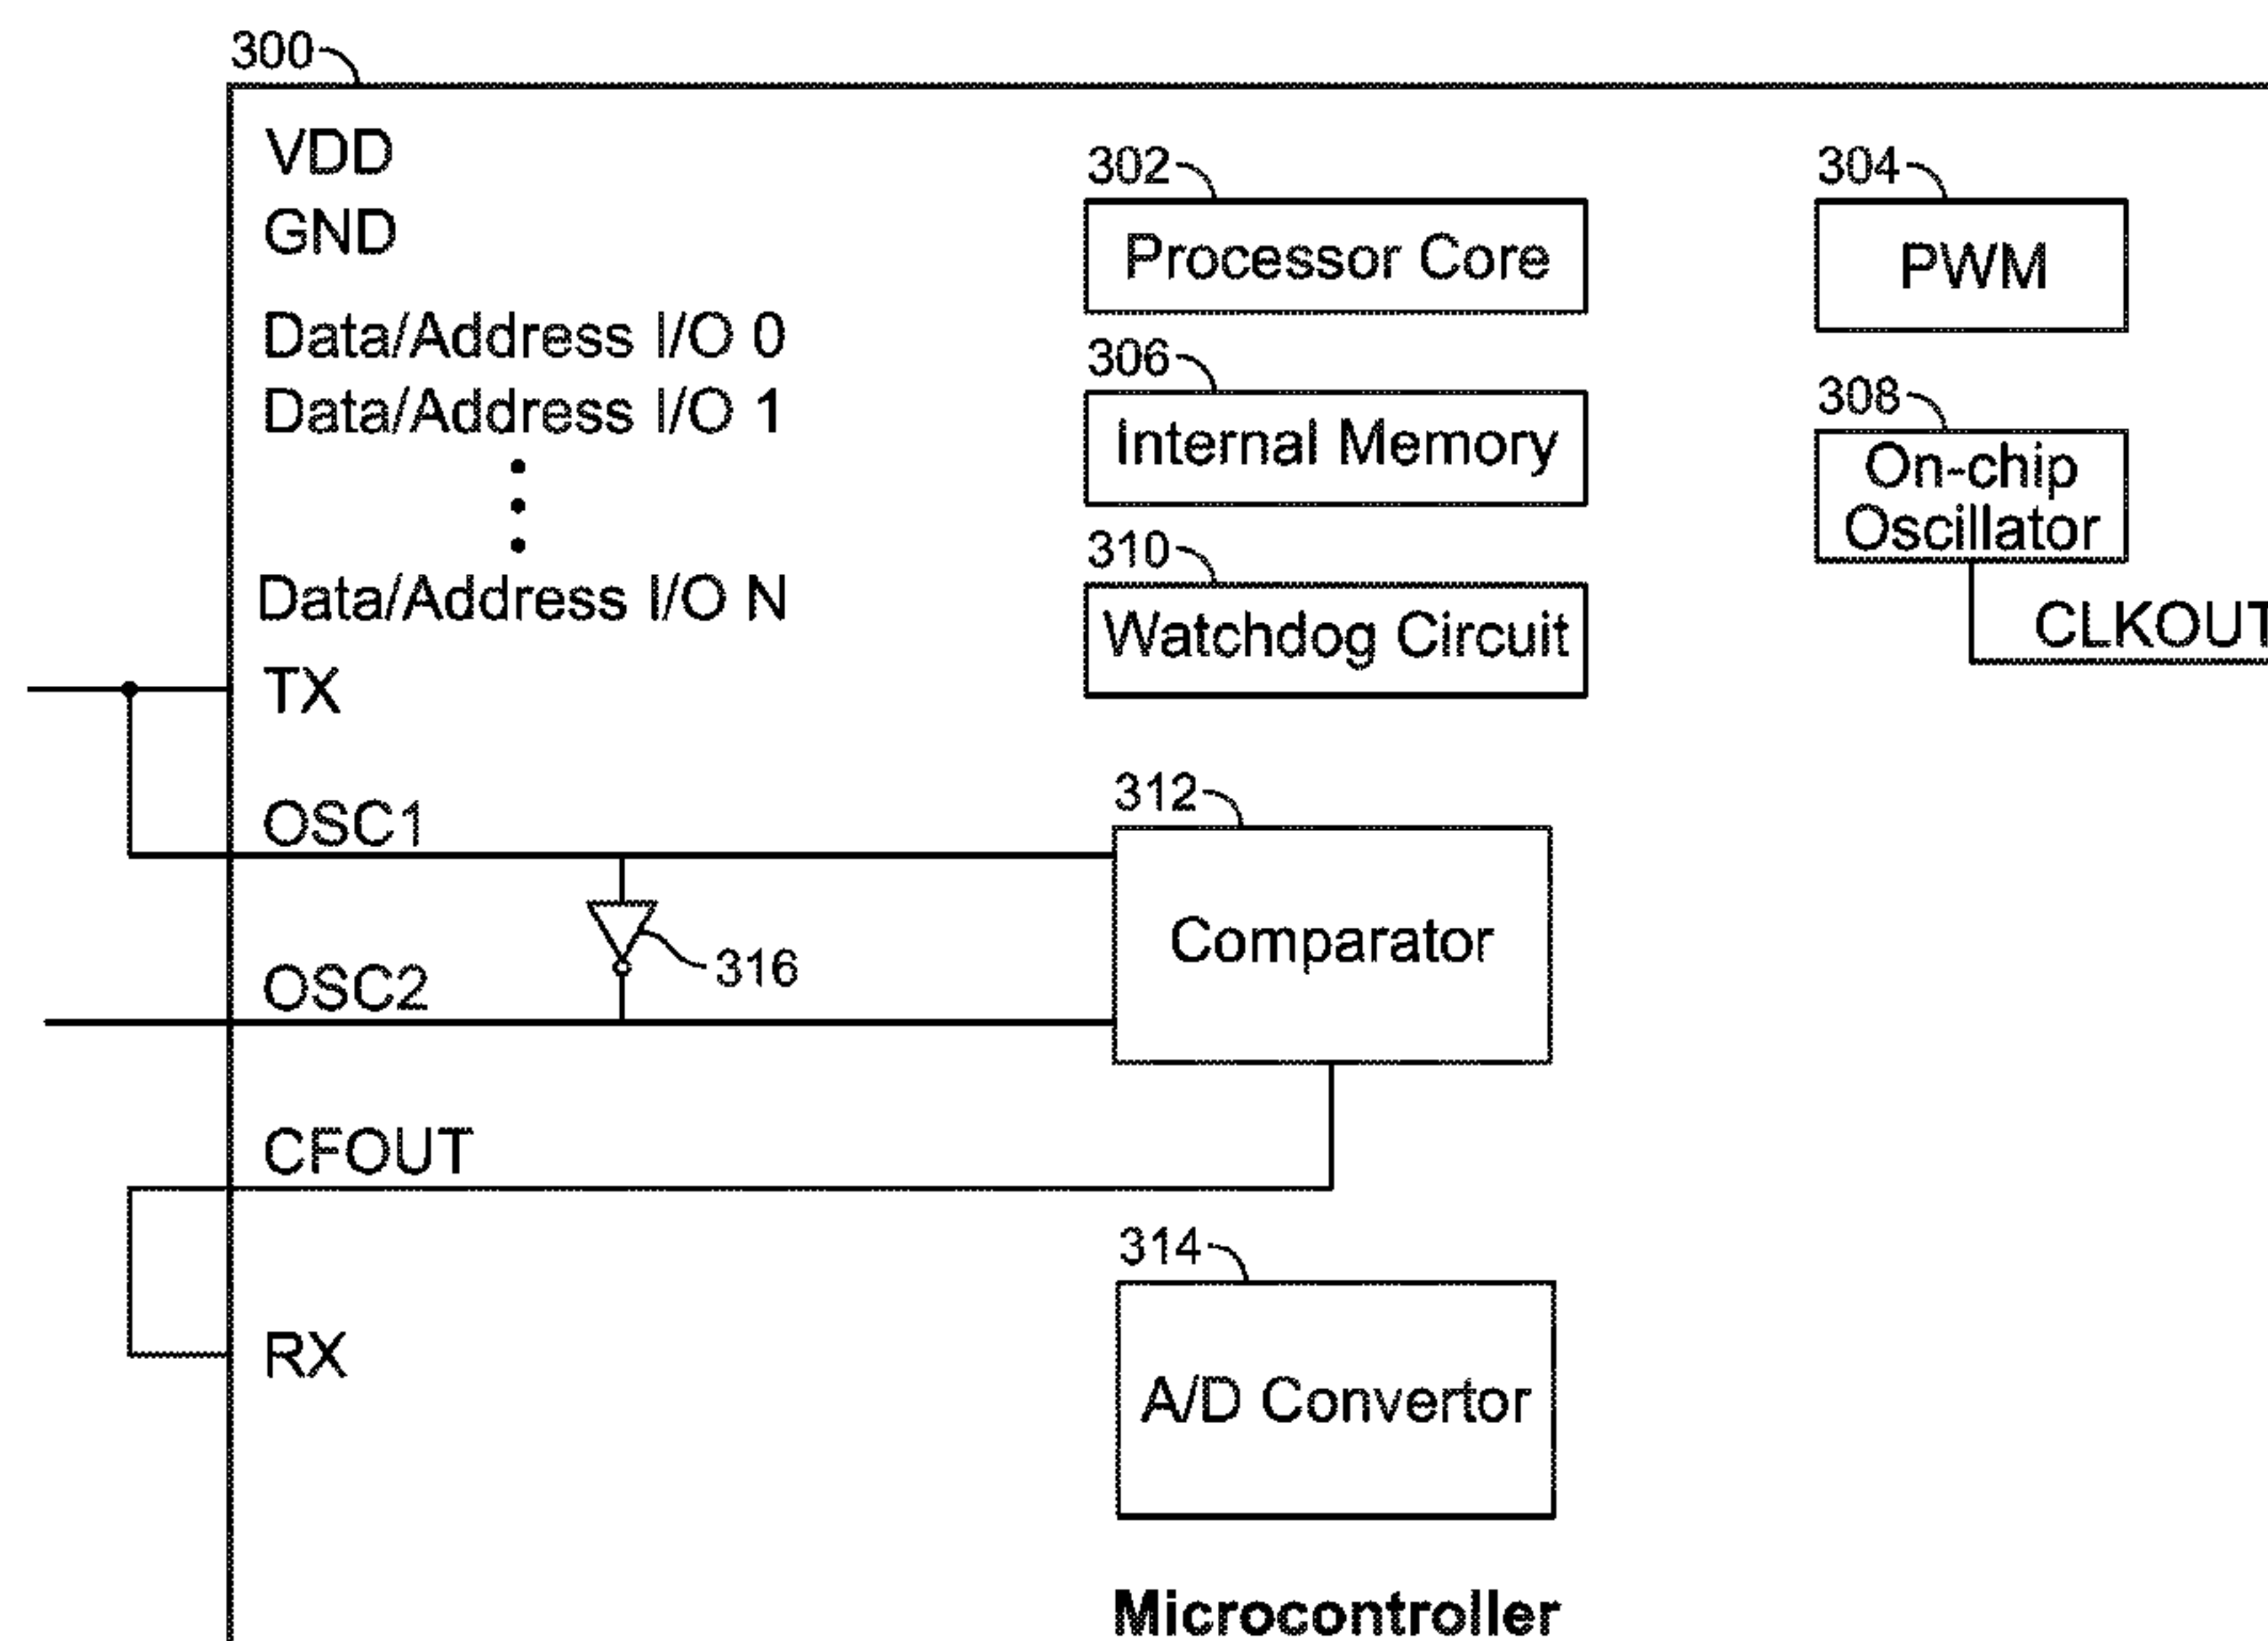 300
VDD
GND
Data/Address I/O 0
Data/Address I/O 1
Data/Address I/O N
TX
OSC1
OSC2
316
CFOUT
RX
302
Processor Core
304
PWM
306
Internal Memory
308
On-chip
Oscillator
CLKOUT
310
Watchdog Circuit
312
Comparator
314
A/D Convertor
Microcontroller